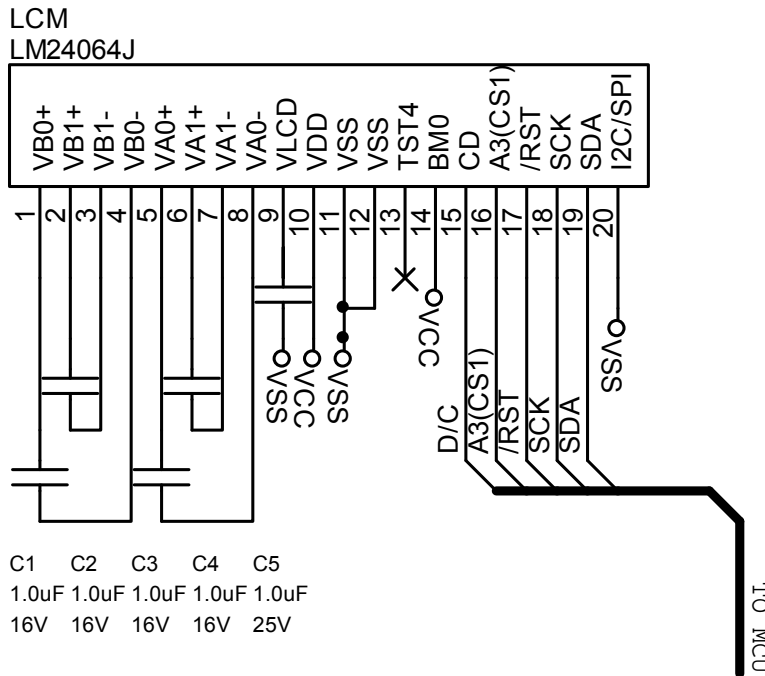 LCM
LM24064J
VB0+
VB1+
VB1-
VB0-
VA0+
VA1+
VA1-
VA0-
VLCD
VDD
VSS
VSS
TST4
BM0
CD
A3(CS1)
/RST
SCK
SDA
I2C/SPI
1
2
3
4
5
6
7
8
9
10
11
12
13
14
15
16
17
18
19
20
VSS
VCC
VSS
VCC
VSS
D/C
A3(CS1)
/RST
SCK
SDA
C1 C2 C3 C4 C5
1.0uF 1.0uF 1.0uF 1.0uF 1.0uF
16V 16V 16V 16V 25V
TO MCU